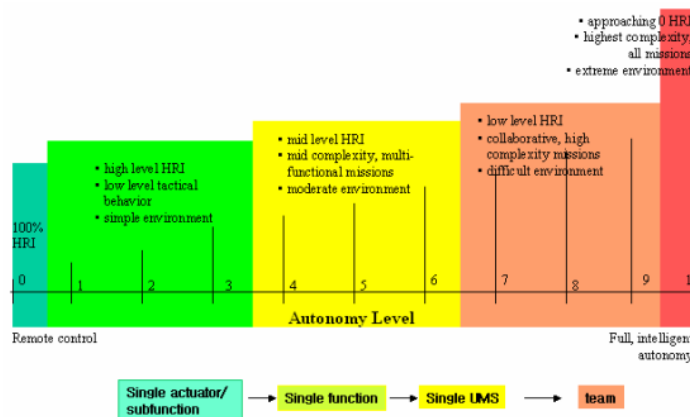 ▪ approaching 0 HRI
▪ highest complexity,
all missions
▪ extreme environment
▪ low level HRI
▪ collaborative, high
complexity missions
▪ difficult environment
▪ mid level HRI
▪ mid complexity, multi-
functional missions
▪ moderate environment
▪ high level HRI
▪ low level tactical
behavior
▪ simple environment
100%
HRI
0 1 2 3 4 5 6 7 8 9 1
Autonomy Level
Remote control
Full, intelligent
autonomy
Single actuator/
subfunction
Single function
Single UMS
team